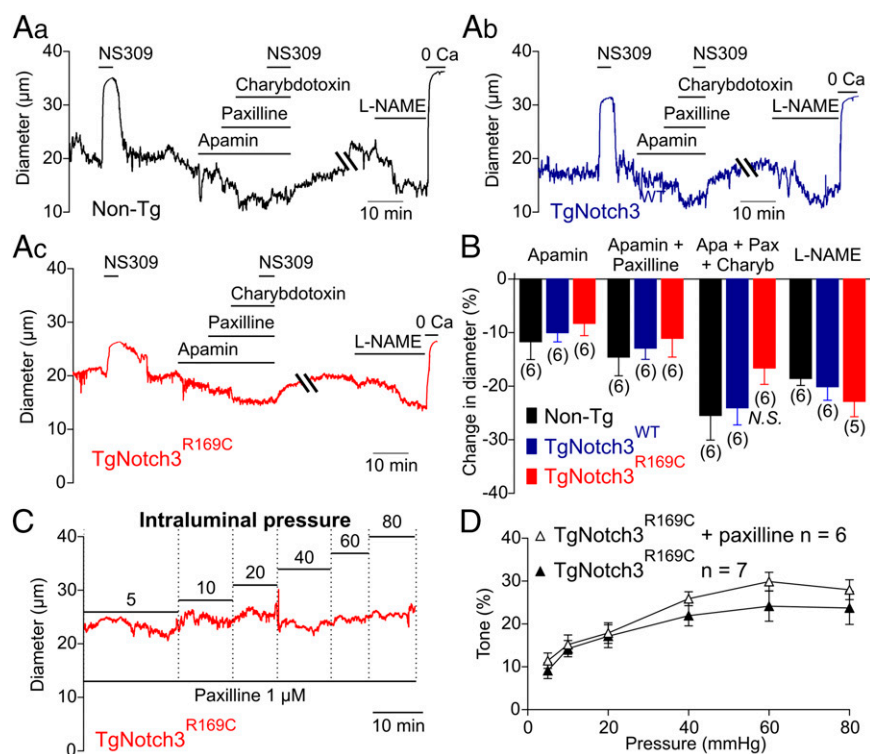 Aa
NS309
NS309
Charybdotoxin
Paxilline
Apamin
L-NAME
0 Ca
Diameter (µm)
40
30
20
10
Non-Tg
10 min
Ab
NS309
NS309
Charybdotoxin
Paxilline
Apamin
L-NAME
0 Ca
Diameter (µm)
40
30
20
10
TgNotch3
WT
10 min
Ac
NS309
NS309
Charybdotoxin
Paxilline
Apamin
L-NAME
0 Ca
Diameter (µm)
40
30
20
10
0
TgNotch3R169C
10 min
B
Apamin
Apamin + Paxilline
Apa + Pax + Charyb
L-NAME
Change in diameter (%)
0
-10
-20
-30
-40
(6)
(6)
(6)
(6)
(6)
(6)
(6)
(6)
(6)
N.S.
(6)
(6)
(5)
Non-Tg
TgNotch3WT
TgNotch3R169C
C
Intraluminal pressure
5
10
20
40
60
80
Diameter (µm)
40
30
20
10
0
Paxilline 1 µM
TgNotch3R169C
10 min
D
TgNotch3R169C + paxilline n = 6
TgNotch3R169C n = 7
Tone (%)
40
30
20
10
0
0
20
40
60
80
Pressure (mmHg)